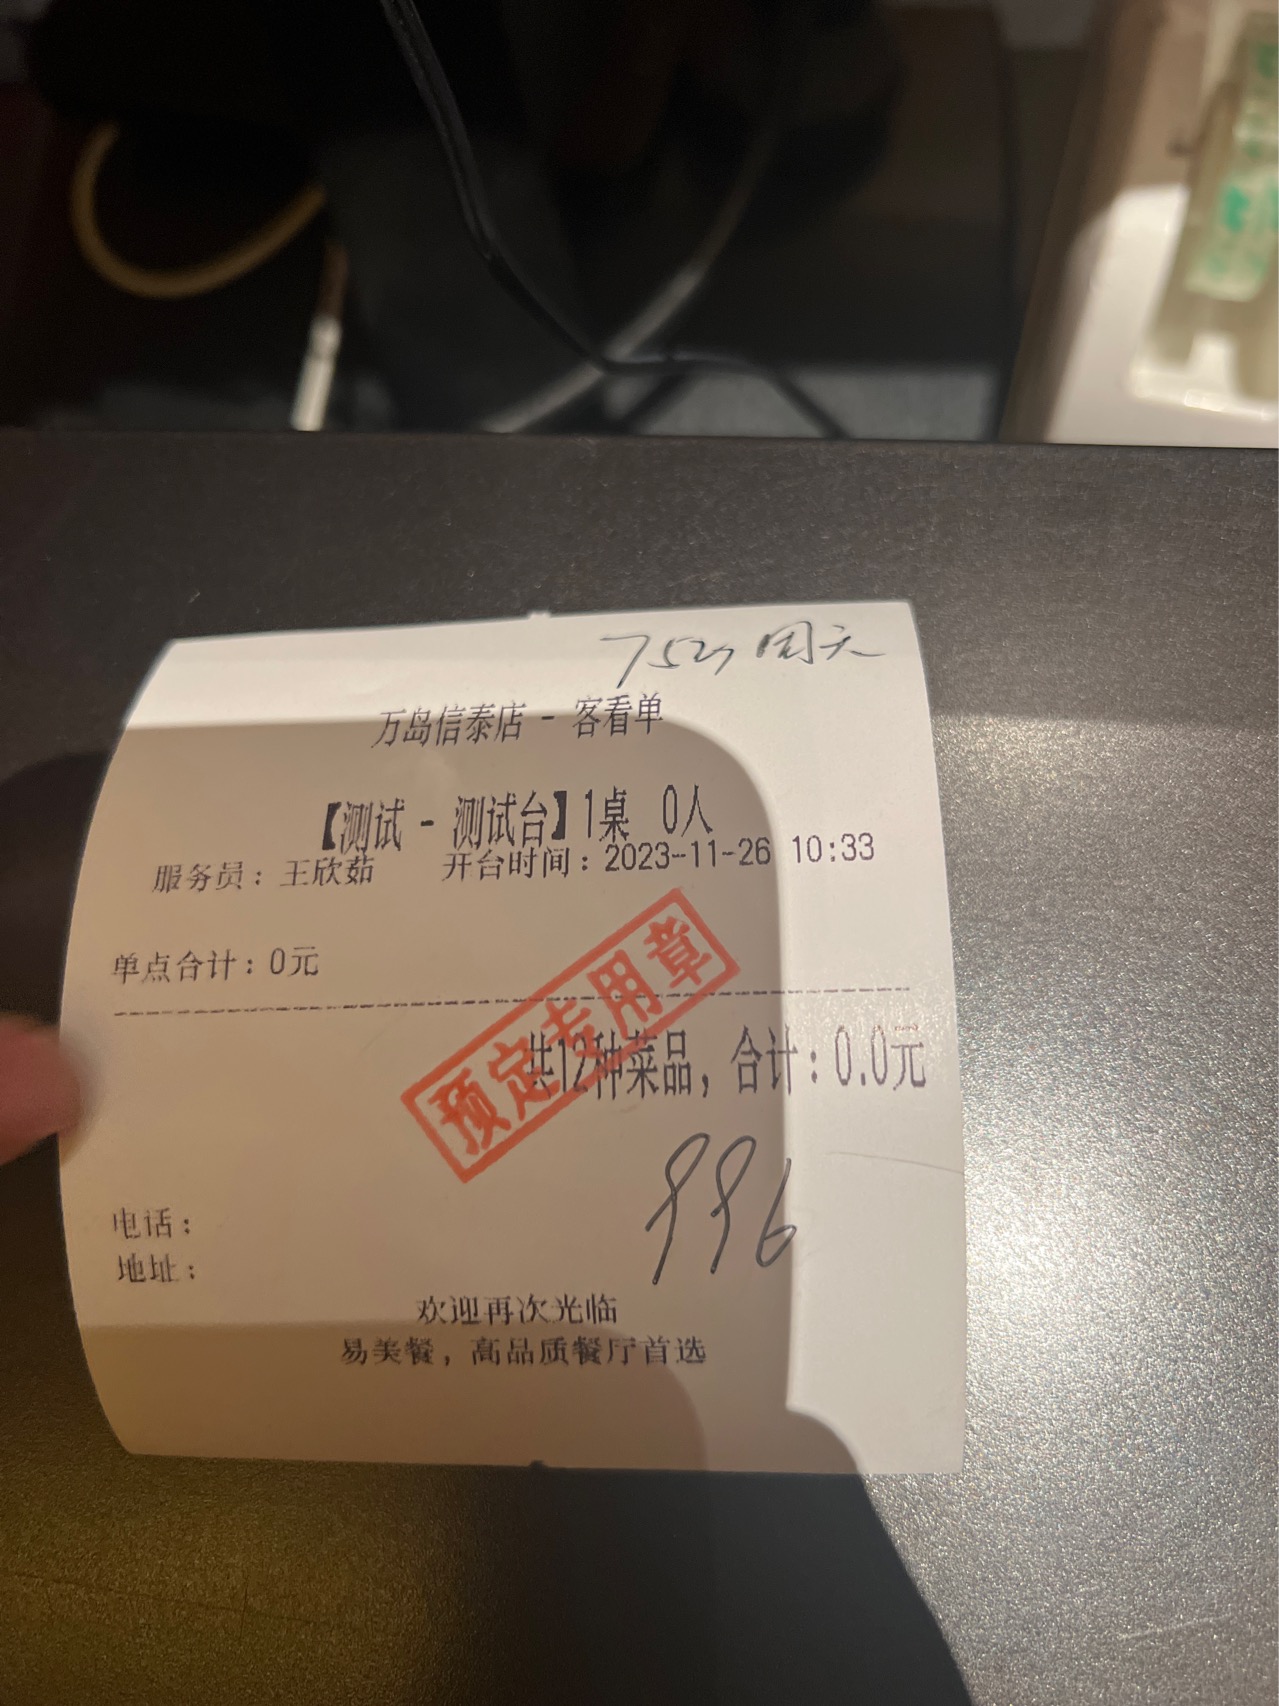 752 周天
万岛信泰店 - 客看单
【测试 - 测试台】1桌 0人
服务员：王欣茹 开台时间：2023-11-26 10:33
单点合计：0元
预定专用章
共12种菜品，合计：0.0元
996
电话：
地址：
欢迎再次光临
易美餐，高品质餐厅首选